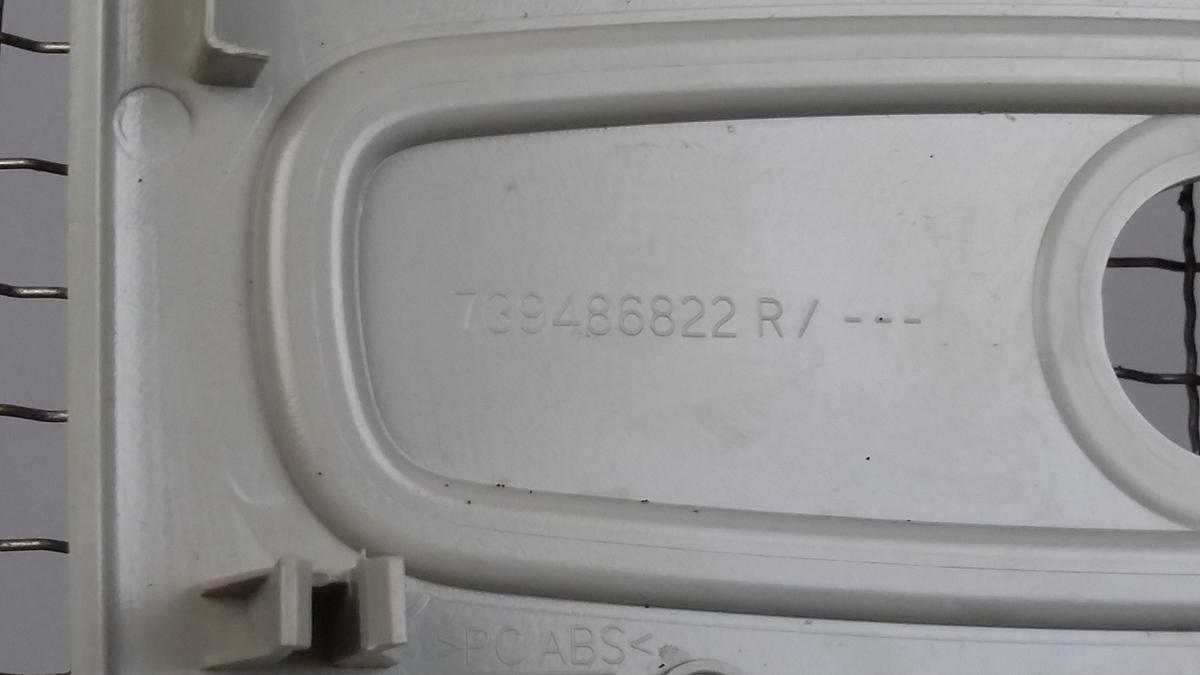 739486822 R/ ---
>PC ABS<